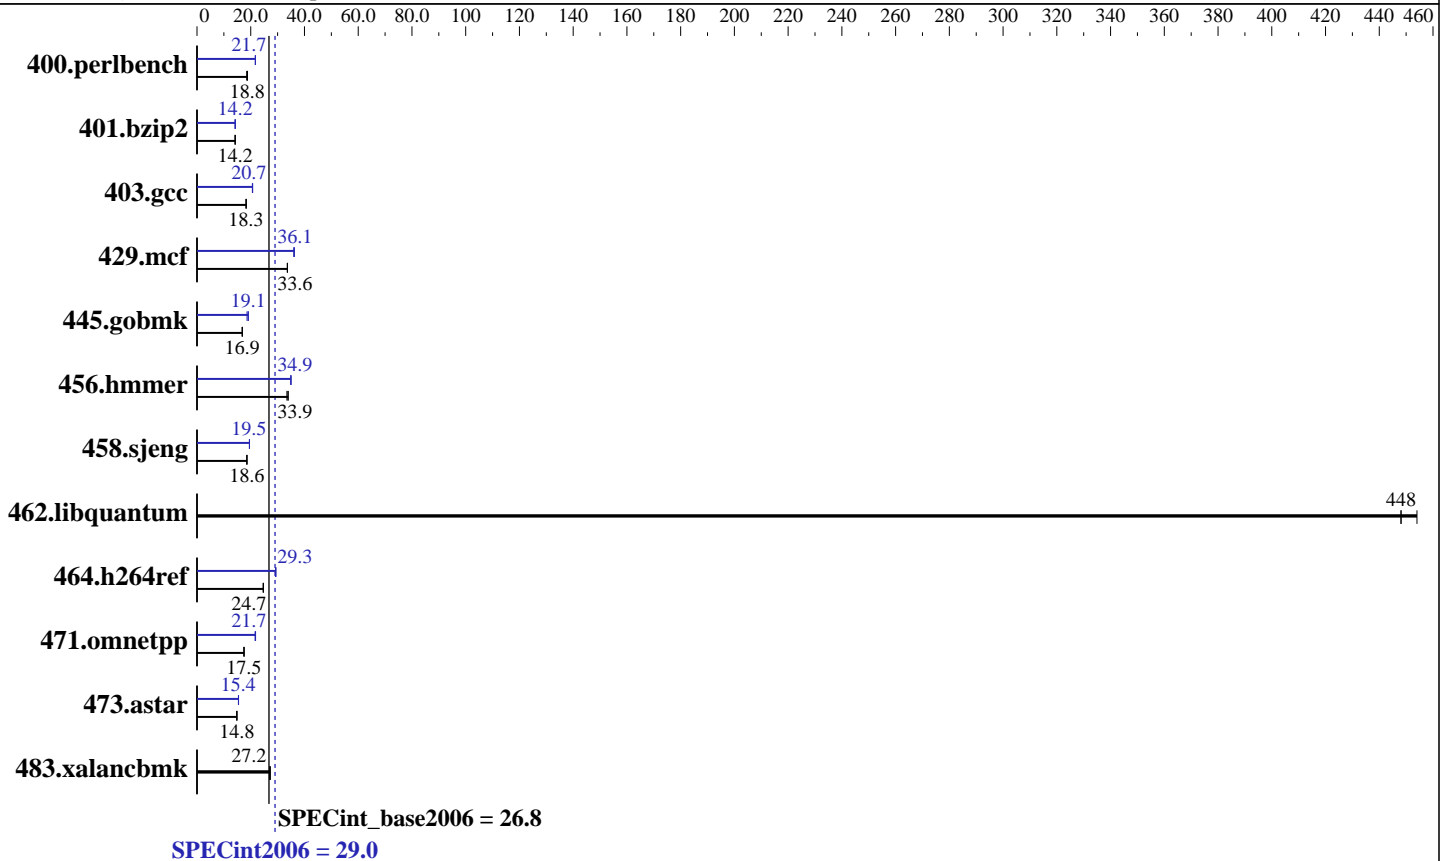 0 20.0 40.0 60.0 80.0 100 120 140 160 180 200 220 240 260 280 300 320 340 360 380 400 420 440 460
21.7
400.perlbench
18.8
14.2
401.bzip2
14.2
20.7
403.gcc
18.3
36.1
429.mcf
33.6
19.1
445.gobmk
16.9
34.9
456.hmmer
33.9
19.5
458.sjeng
18.6
448
462.libquantum
29.3
464.h264ref
24.7
21.7
471.omnetpp
17.5
15.4
473.astar
14.8
27.2
483.xalancbmk
SPECint_base2006 = 26.8
SPECint2006 = 29.0